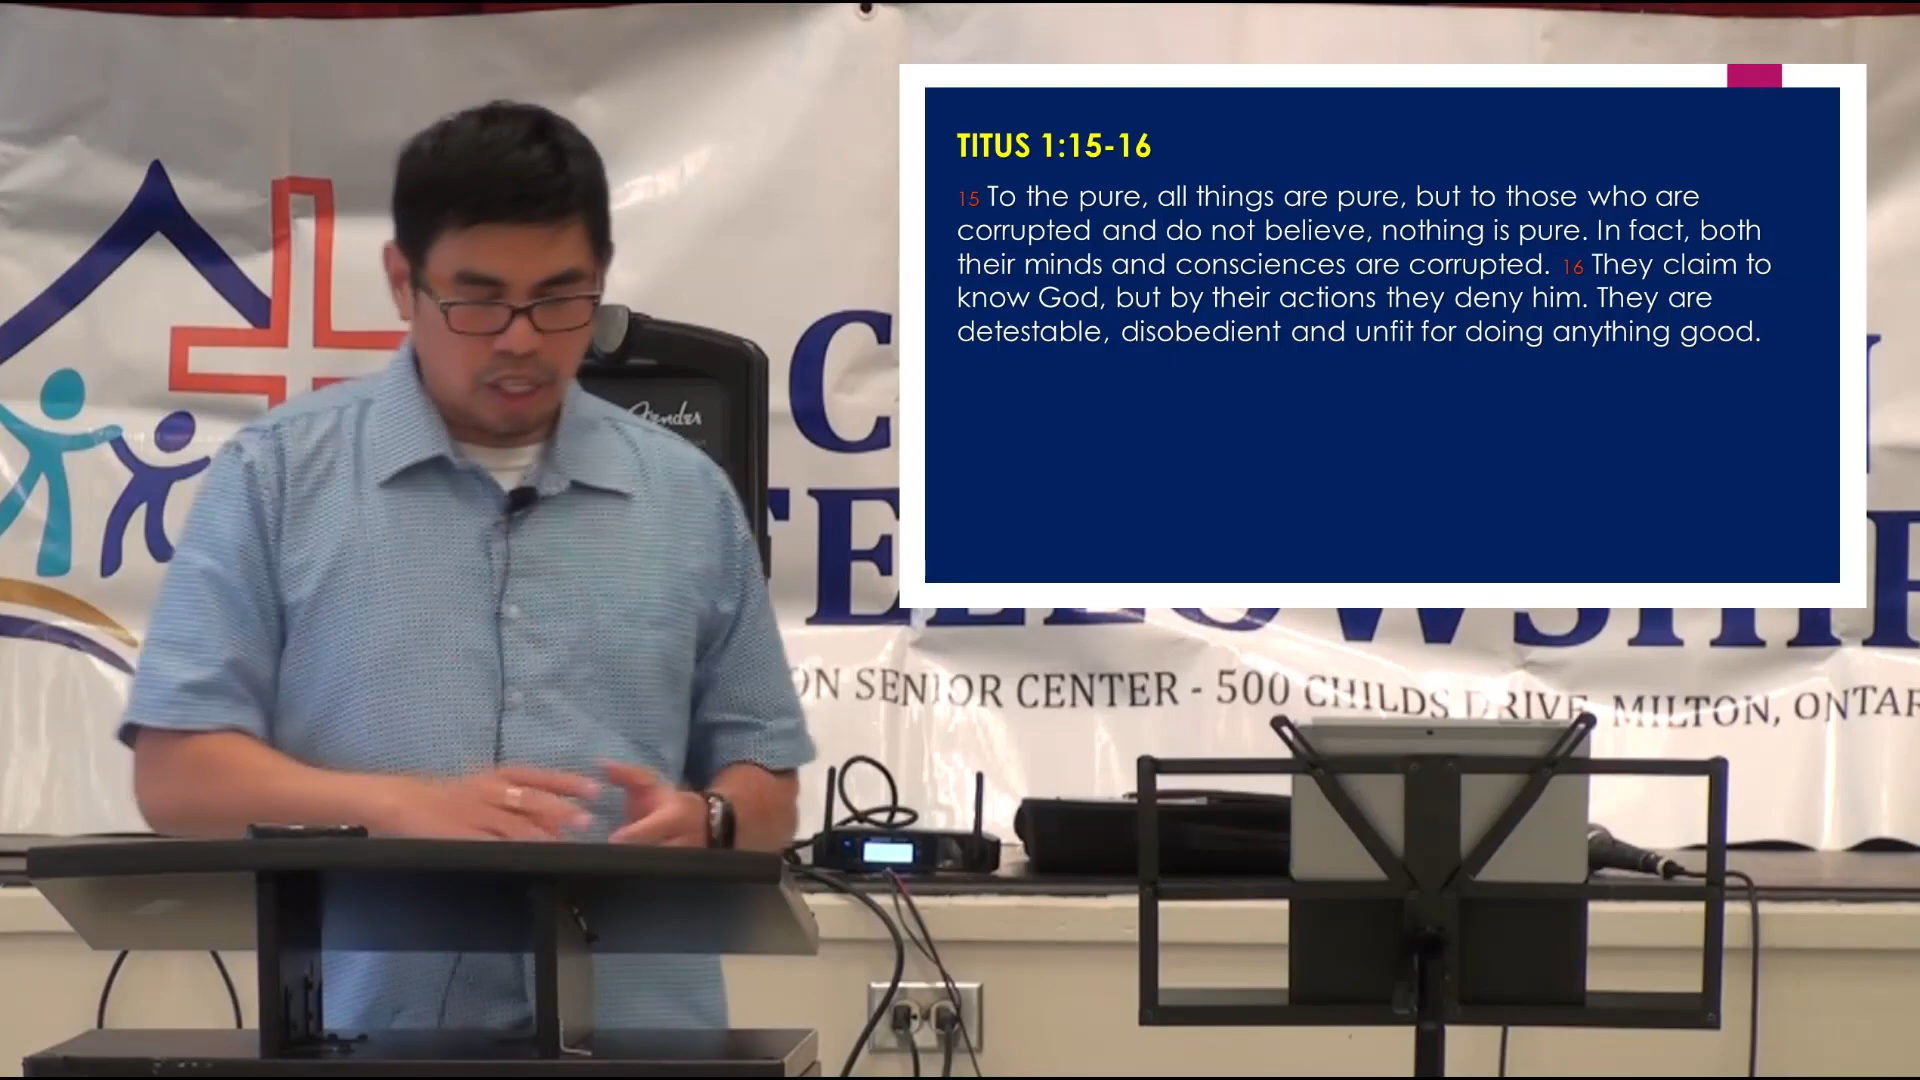 TITUS 1:15-16
15 To the pure, all things are pure, but to those who are
corrupted and do not believe, nothing is pure. In fact, both
their minds and consciences are corrupted. 16 They claim to
know God, but by their actions they deny him. They are
detestable, disobedient and unfit for doing anything good.
Fender
C
N
FELLOWSHIP
ON SENIOR CENTER - 500 CHILDS DRIVE, MILTON, ONTAR